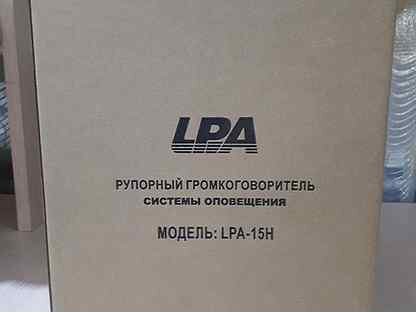 LPA
РУПОРНЫЙ ГРОМКОГОВОРИТЕЛЬ
СИСТЕМЫ ОПОВЕЩЕНИЯ
МОДЕЛЬ: LPA-15H